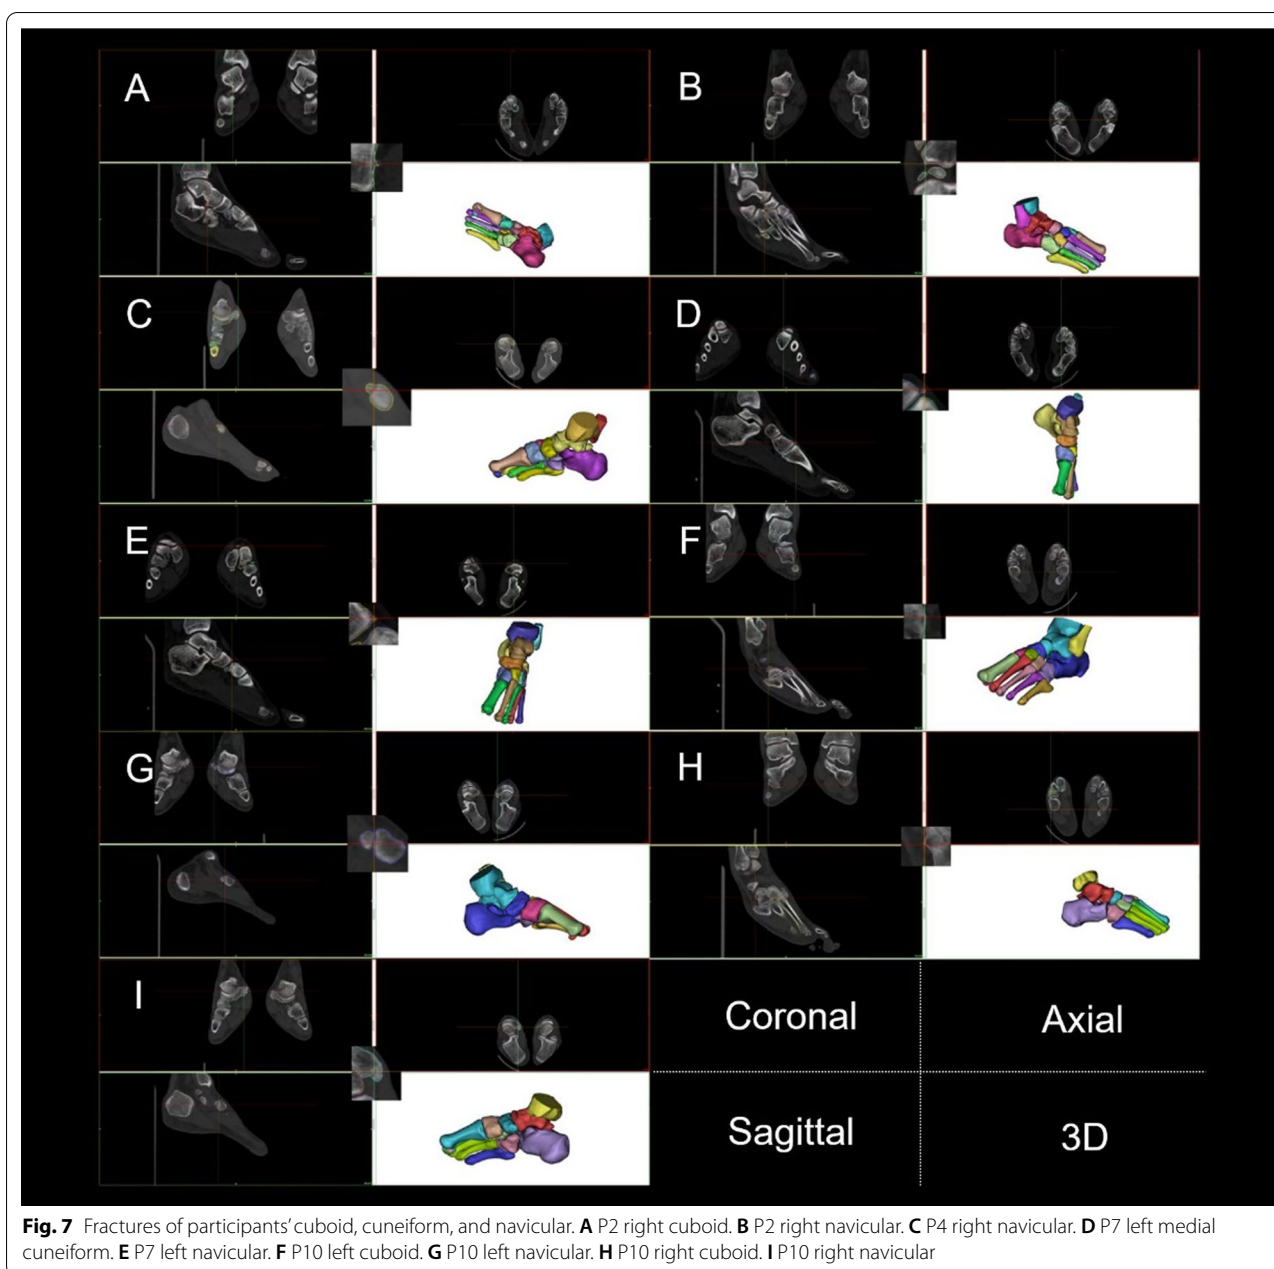 A
B
C
D
E
F
G
H
I
Coronal
Axial
Sagittal
3D
Fig. 7 Fractures of participants' cuboid, cuneiform, and navicular. A P2 right cuboid. B P2 right navicular. C P4 right navicular. D P7 left medial
cuneiform. E P7 left navicular. F P10 left cuboid. G P10 left navicular. H P10 right cuboid. I P10 right navicular